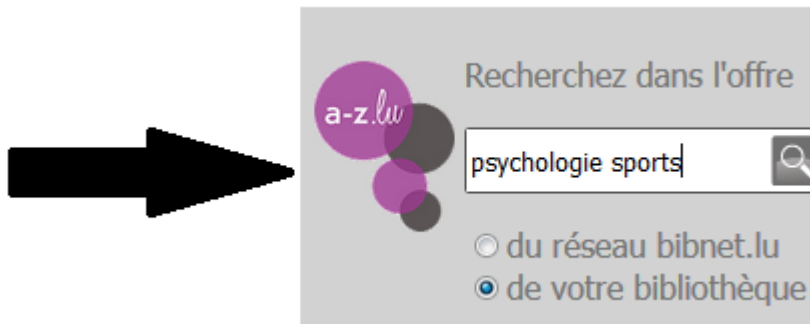 Recherchez dans l'offre
a-z.lu
psychologie sports
du réseau bibnet.lu
de votre bibliothèque